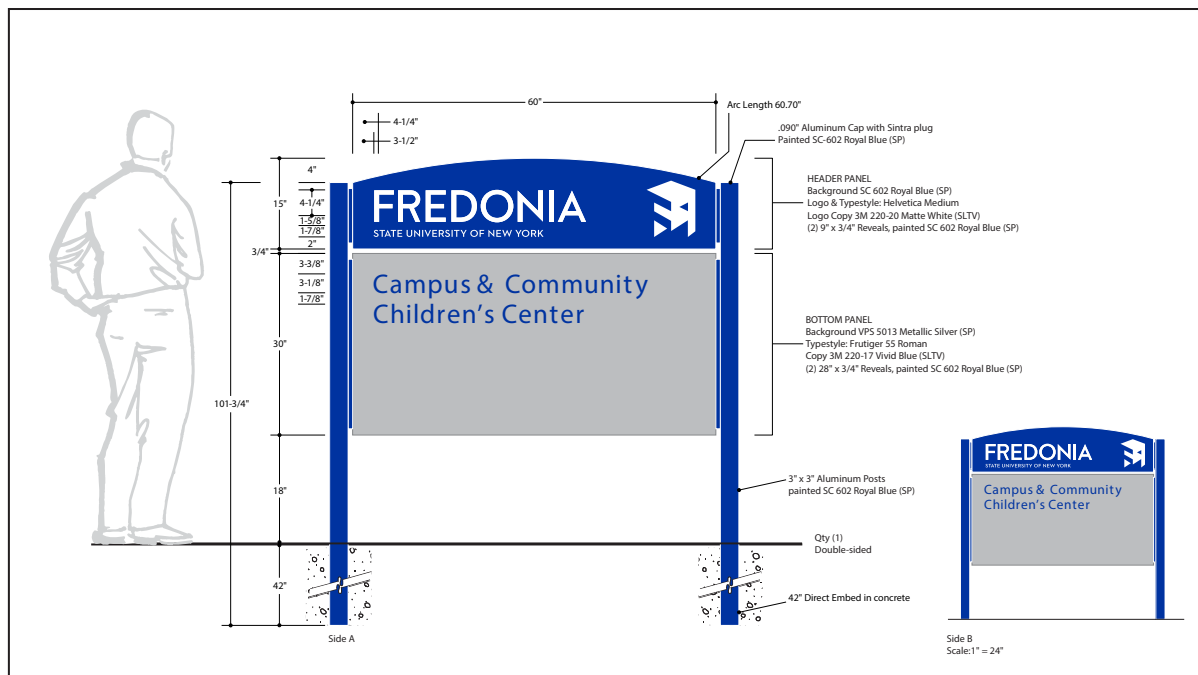 60"
Arc Length 60.70"
4-1/4"
3-1/2"
.090" Aluminum Cap with Sintra plug
Painted SC-602 Royal Blue (SP)
4"
15"
4-1/4"
1-5/8"
1-7/8"
2"
3/4"
FREDONIA
STATE UNIVERSITY OF NEW YORK
HEADER PANEL
Background SC 602 Royal Blue (SP)
Logo & Typestyle: Helvetica Medium
Logo Copy 3M 220-20 Matte White (SLTV)
(2) 9" x 3/4" Reveals, painted SC 602 Royal Blue (SP)
3-3/8"
3-1/8"
1-7/8"
30"
Campus & Community
Children's Center
BOTTOM PANEL
Background VPS 5013 Metallic Silver (SP)
Typestyle: Frutiger 55 Roman
Copy 3M 220-17 Vivid Blue (SLTV)
(2) 28" x 3/4" Reveals, painted SC 602 Royal Blue (SP)
101-3/4"
18"
3" x 3" Aluminum Posts
painted SC 602 Royal Blue (SP)
Qty (1)
Double-sided
42"
42" Direct Embed in concrete
Side A
FREDONIA
STATE UNIVERSITY OF NEW YORK
Campus & Community
Children's Center
Side B
Scale:1" = 24"